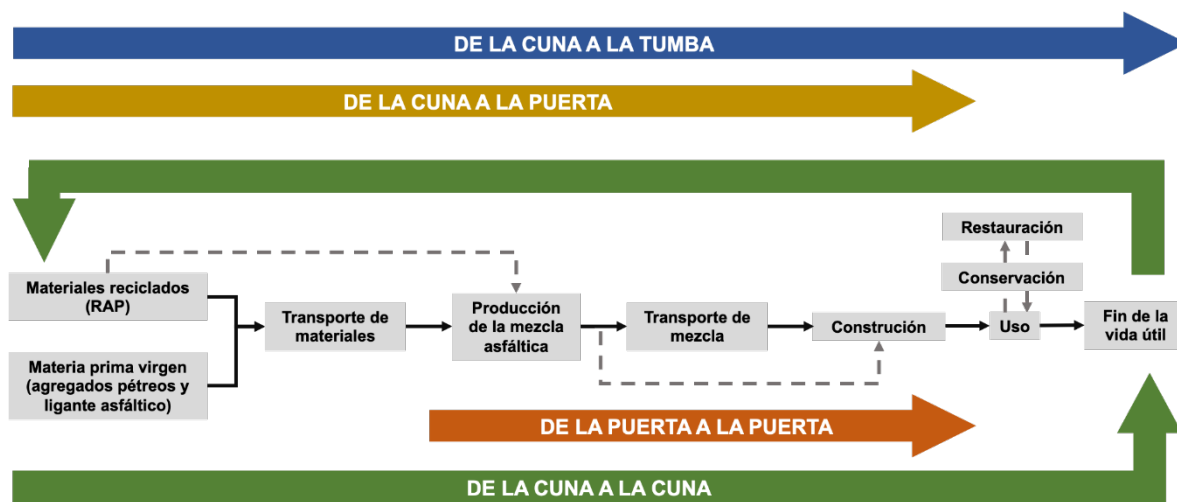 DE LA CUNA A LA TUMBA
DE LA CUNA A LA PUERTA
Restauración
Conservación
Materiales reciclados
(RAP)
Transporte de
materiales
Producción
de la mezcla
asfáltica
Transporte de
mezcla
Construción
Uso
Fin de la
vida útil
Materia prima virgen
(agregados pétreos y
ligante asfáltico)
DE LA PUERTA A LA PUERTA
DE LA CUNA A LA CUNA